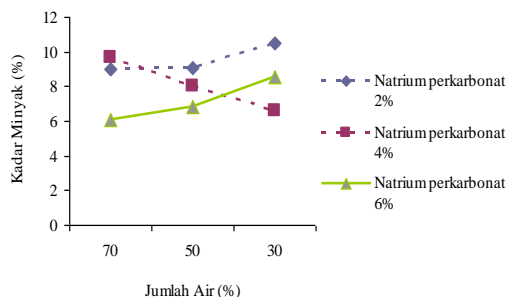 12
10
8
6
4
2
0
Kadar Minyak (%)
70 50 30
Jumlah Air (%)
Natrium perkarbonat
2%
Natrium perkarbonat
4%
Natrium perkarbonat
6%